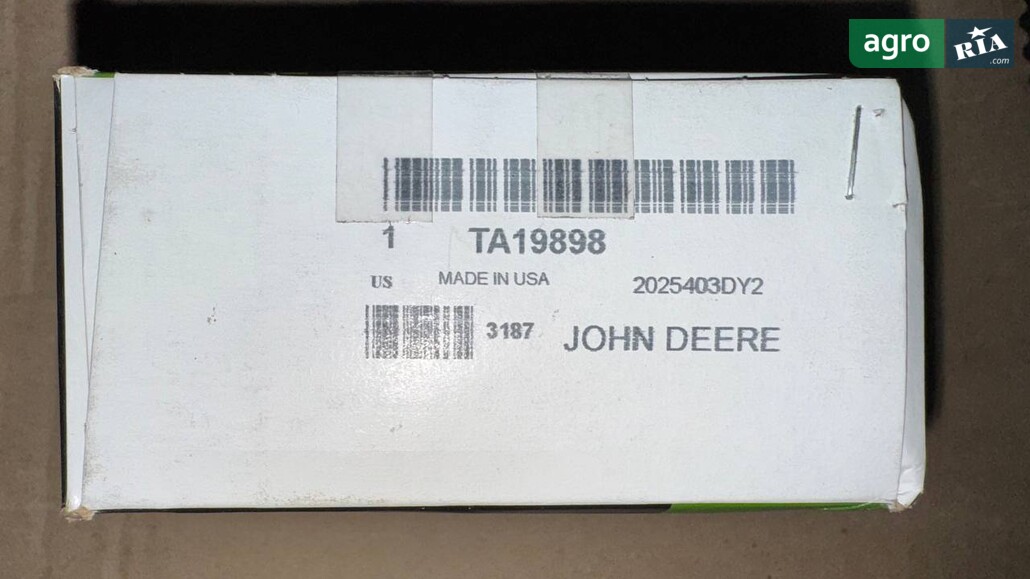 agro
RIA
.com
1 TA19898
US MADE IN USA 2025403DY2
3187 JOHN DEERE